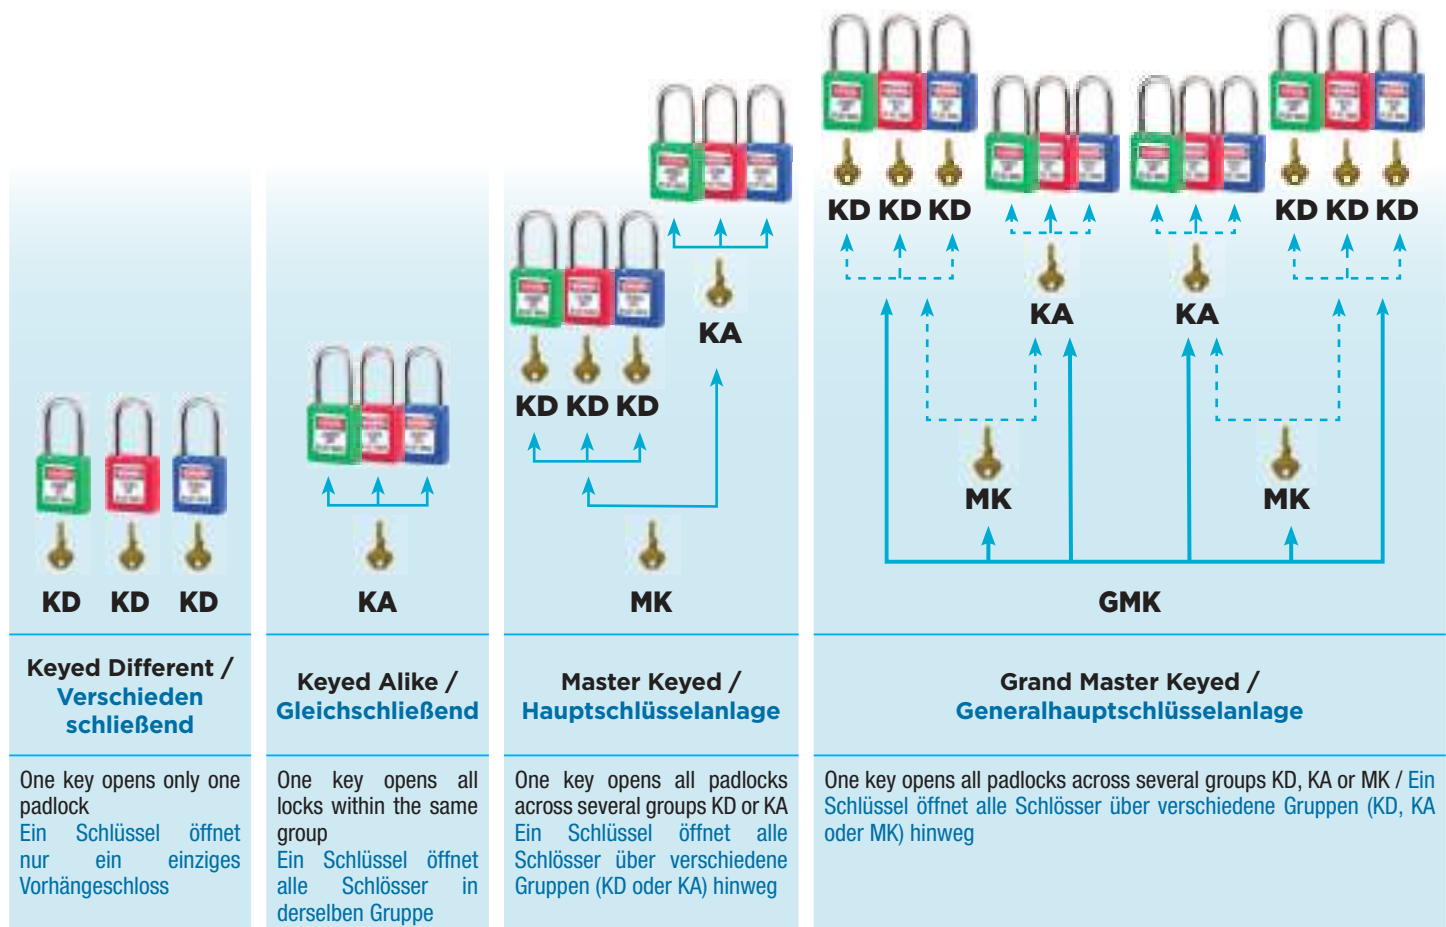 KD KD KD
KA
MK
KD KD KD
KA
KD KD KD
KA
KA
KD KD KD
MK
MK
GMK
Keyed Different /
Verschieden
schließend
One key opens only one
padlock
Ein Schlüssel öffnet
nur ein einziges
Vorhängeschloss
Keyed Alike /
Gleichschließend
One key opens all
locks within the same
group
Ein Schlüssel öffnet
alle Schlösser in
derselben Gruppe
Master Keyed /
Hauptschlüsselanlage
One key opens all padlocks
across several groups KD or KA
Ein Schlüssel öffnet alle
Schlösser über verschiedene
Gruppen (KD oder KA) hinweg
Grand Master Keyed /
Generalhauptschlüsselanlage
One key opens all padlocks across several groups KD, KA or MK / Ein
Schlüssel öffnet alle Schlösser über verschiedene Gruppen (KD, KA
oder MK) hinweg